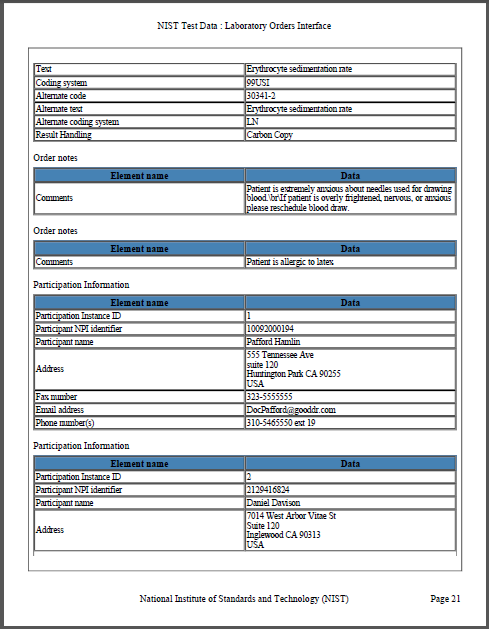 NIST Test Data : Laboratory Orders Interface
Text Erythrocyte sedimentation rate
Coding system 99USI
Alternate code 30341-2
Alternate text Erythrocyte sedimentation rate
Alternate coding system LN
Result Handling Carbon Copy
Order notes
Element name Data
Comments Patient is extremely anxious about needles used for drawing
blood.\br\If patient is overly frightened, nervous, or anxious
please reschedule blood draw.
Order notes
Element name Data
Comments Patient is allergic to latex
Participation Information
Element name Data
Participation Instance ID 1
Participant NPI identifier 10092000194
Participant name Pafford Hamlin
Address 555 Tennessee Ave
suite 120
Huntington Park CA 90255
USA
Fax number 323-5555555
Email address DocPafford@gooddr.com
Phone number(s) 310-5465550 ext 19
Participation Information
Element name Data
Participation Instance ID 2
Participant NPI identifier 2129416824
Participant name Daniel Davison
Address 7014 West Arbor Vitae St
Suite 120
Inglewood CA 90313
USA
National Institute of Standards and Technology (NIST) Page 21